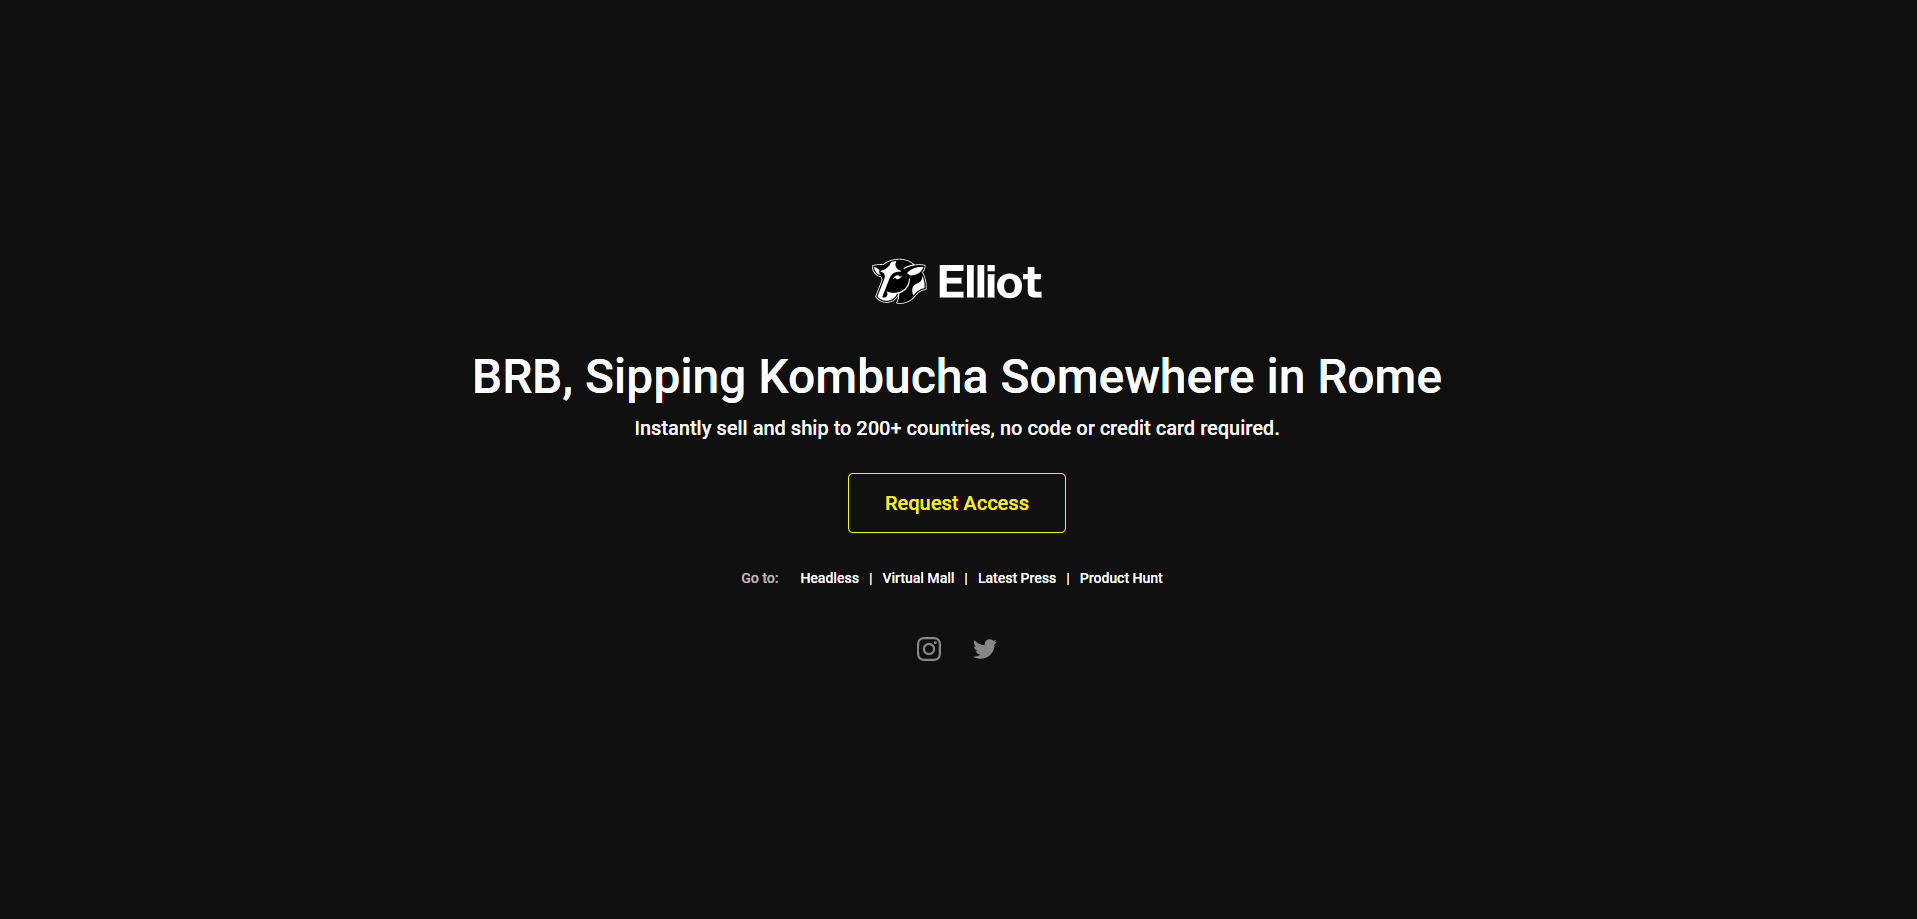 Elliot
BRB, Sipping Kombucha Somewhere in Rome
Instantly sell and ship to 200+ countries, no code or credit card required.
Request Access
Go to: Headless | Virtual Mall | Latest Press | Product Hunt